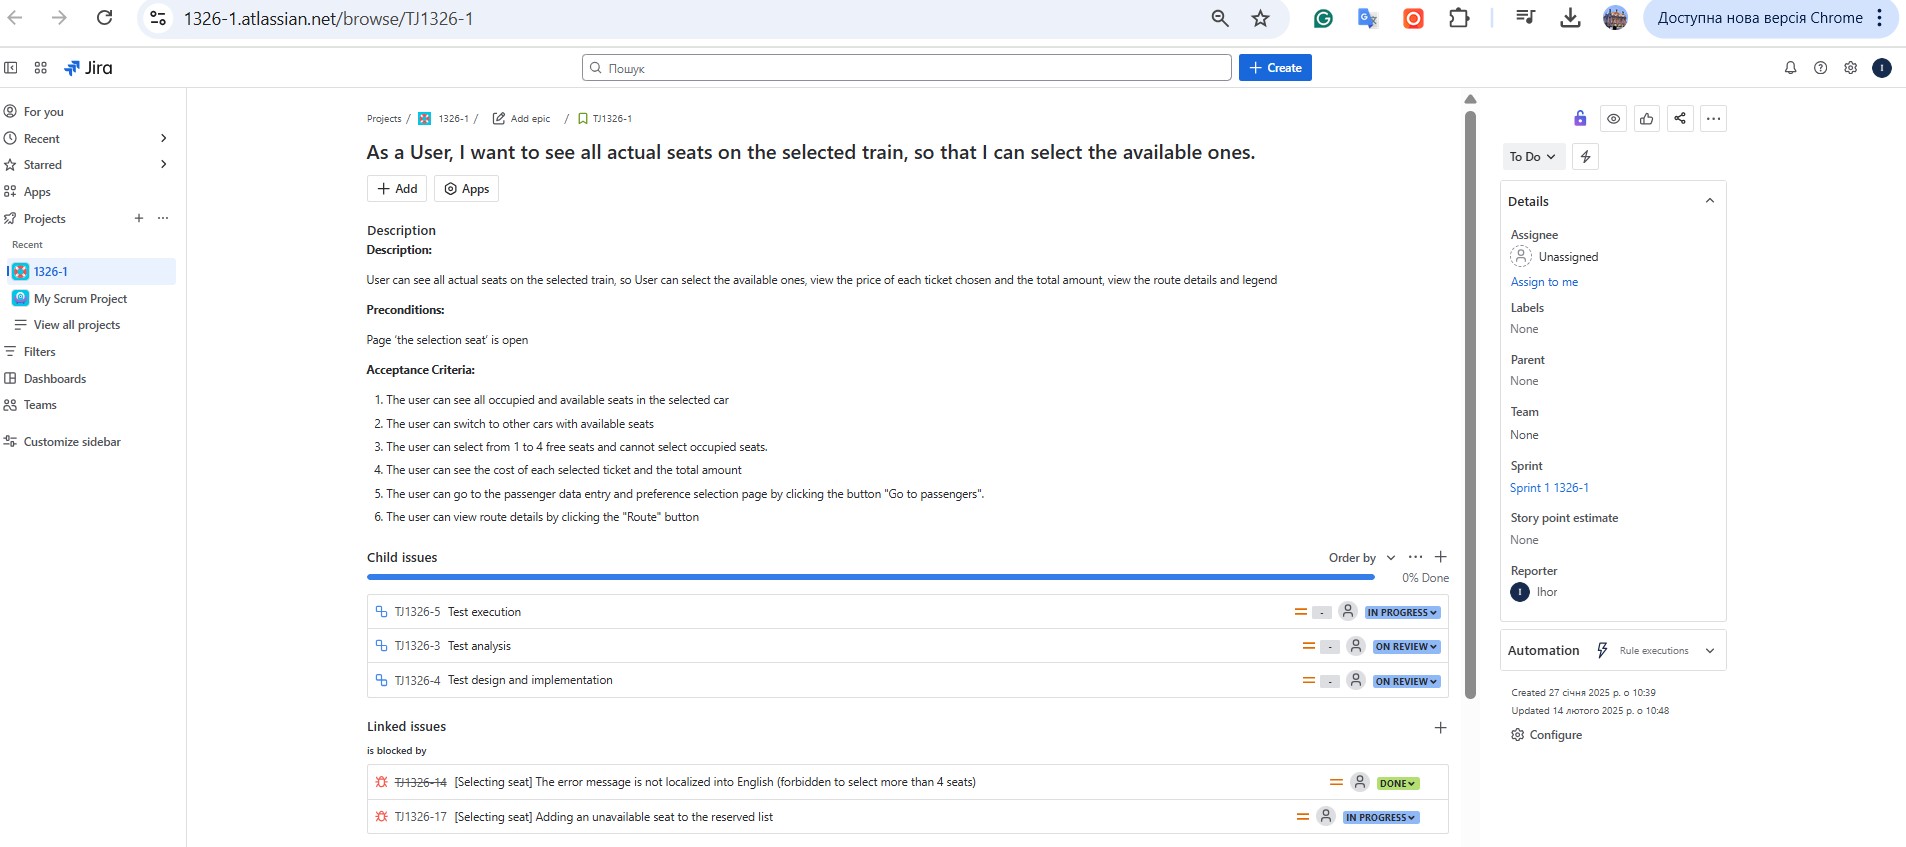 1326-1.atlassian.net/browse/TJ1326-1
Доступна нова версія Chrome
Jira
Пошук
Create
For you
Recent
Starred
Apps
Projects
Recent
1326-1
My Scrum Project
View all projects
Filters
Dashboards
Teams
Customize sidebar
Projects / 1326-1 / Add epic / TJ1326-1
As a User, I want to see all actual seats on the selected train, so that I can select the available ones.
Add Apps
Description
Description:
User can see all actual seats on the selected train, so User can select the available ones, view the price of each ticket chosen and the total amount, view the route details and legend
Preconditions:
Page ‘the selection seat’ is open
Acceptance Criteria:
1. The user can see all occupied and available seats in the selected car
2. The user can switch to other cars with available seats
3. The user can select from 1 to 4 free seats and cannot select occupied seats.
4. The user can see the cost of each selected ticket and the total amount
5. The user can go to the passenger data entry and preference selection page by clicking the button "Go to passengers".
6. The user can view route details by clicking the "Route" button
Child issues
Order by
0% Done
TJ1326-5 Test execution - IN PROGRESS
TJ1326-3 Test analysis - ON REVIEW
TJ1326-4 Test design and implementation - ON REVIEW
Linked issues
is blocked by
TJ1326-14 [Selecting seat] The error message is not localized into English (forbidden to select more than 4 seats) DONE
TJ1326-17 [Selecting seat] Adding an unavailable seat to the reserved list IN PROGRESS
To Do
Details
Assignee
Unassigned
Assign to me
Labels
None
Parent
None
Team
None
Sprint
Sprint 1 1326-1
Story point estimate
None
Reporter
I Ihor
Automation Rule executions
Created 27 січня 2025 р. о 10:39
Updated 14 лютого 2025 р. о 10:48
Configure